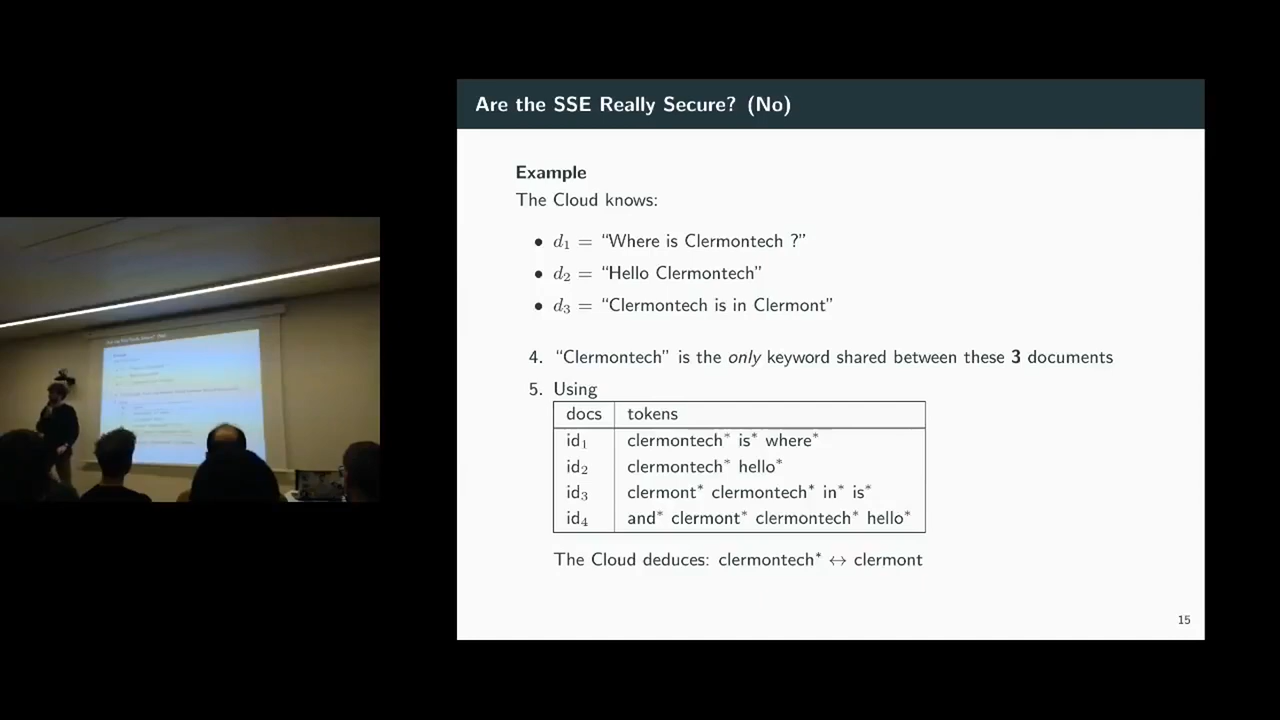 Are the SSE Really Secure? (No)
Example
The Cloud knows:
• d₁ = “Where is Clermontech ?”
• d₂ = “Hello Clermontech”
• d₃ = “Clermontech is in Clermont”
4. “Clermontech” is the only keyword shared between these 3 documents
5. Using
docs tokens
id₁ clermontech* is* where*
id₂ clermontech* hello*
id₃ clermont* clermontech* in* is*
id₄ and* clermont* clermontech* hello*
The Cloud deduces: clermontech* ↔ clermont
15